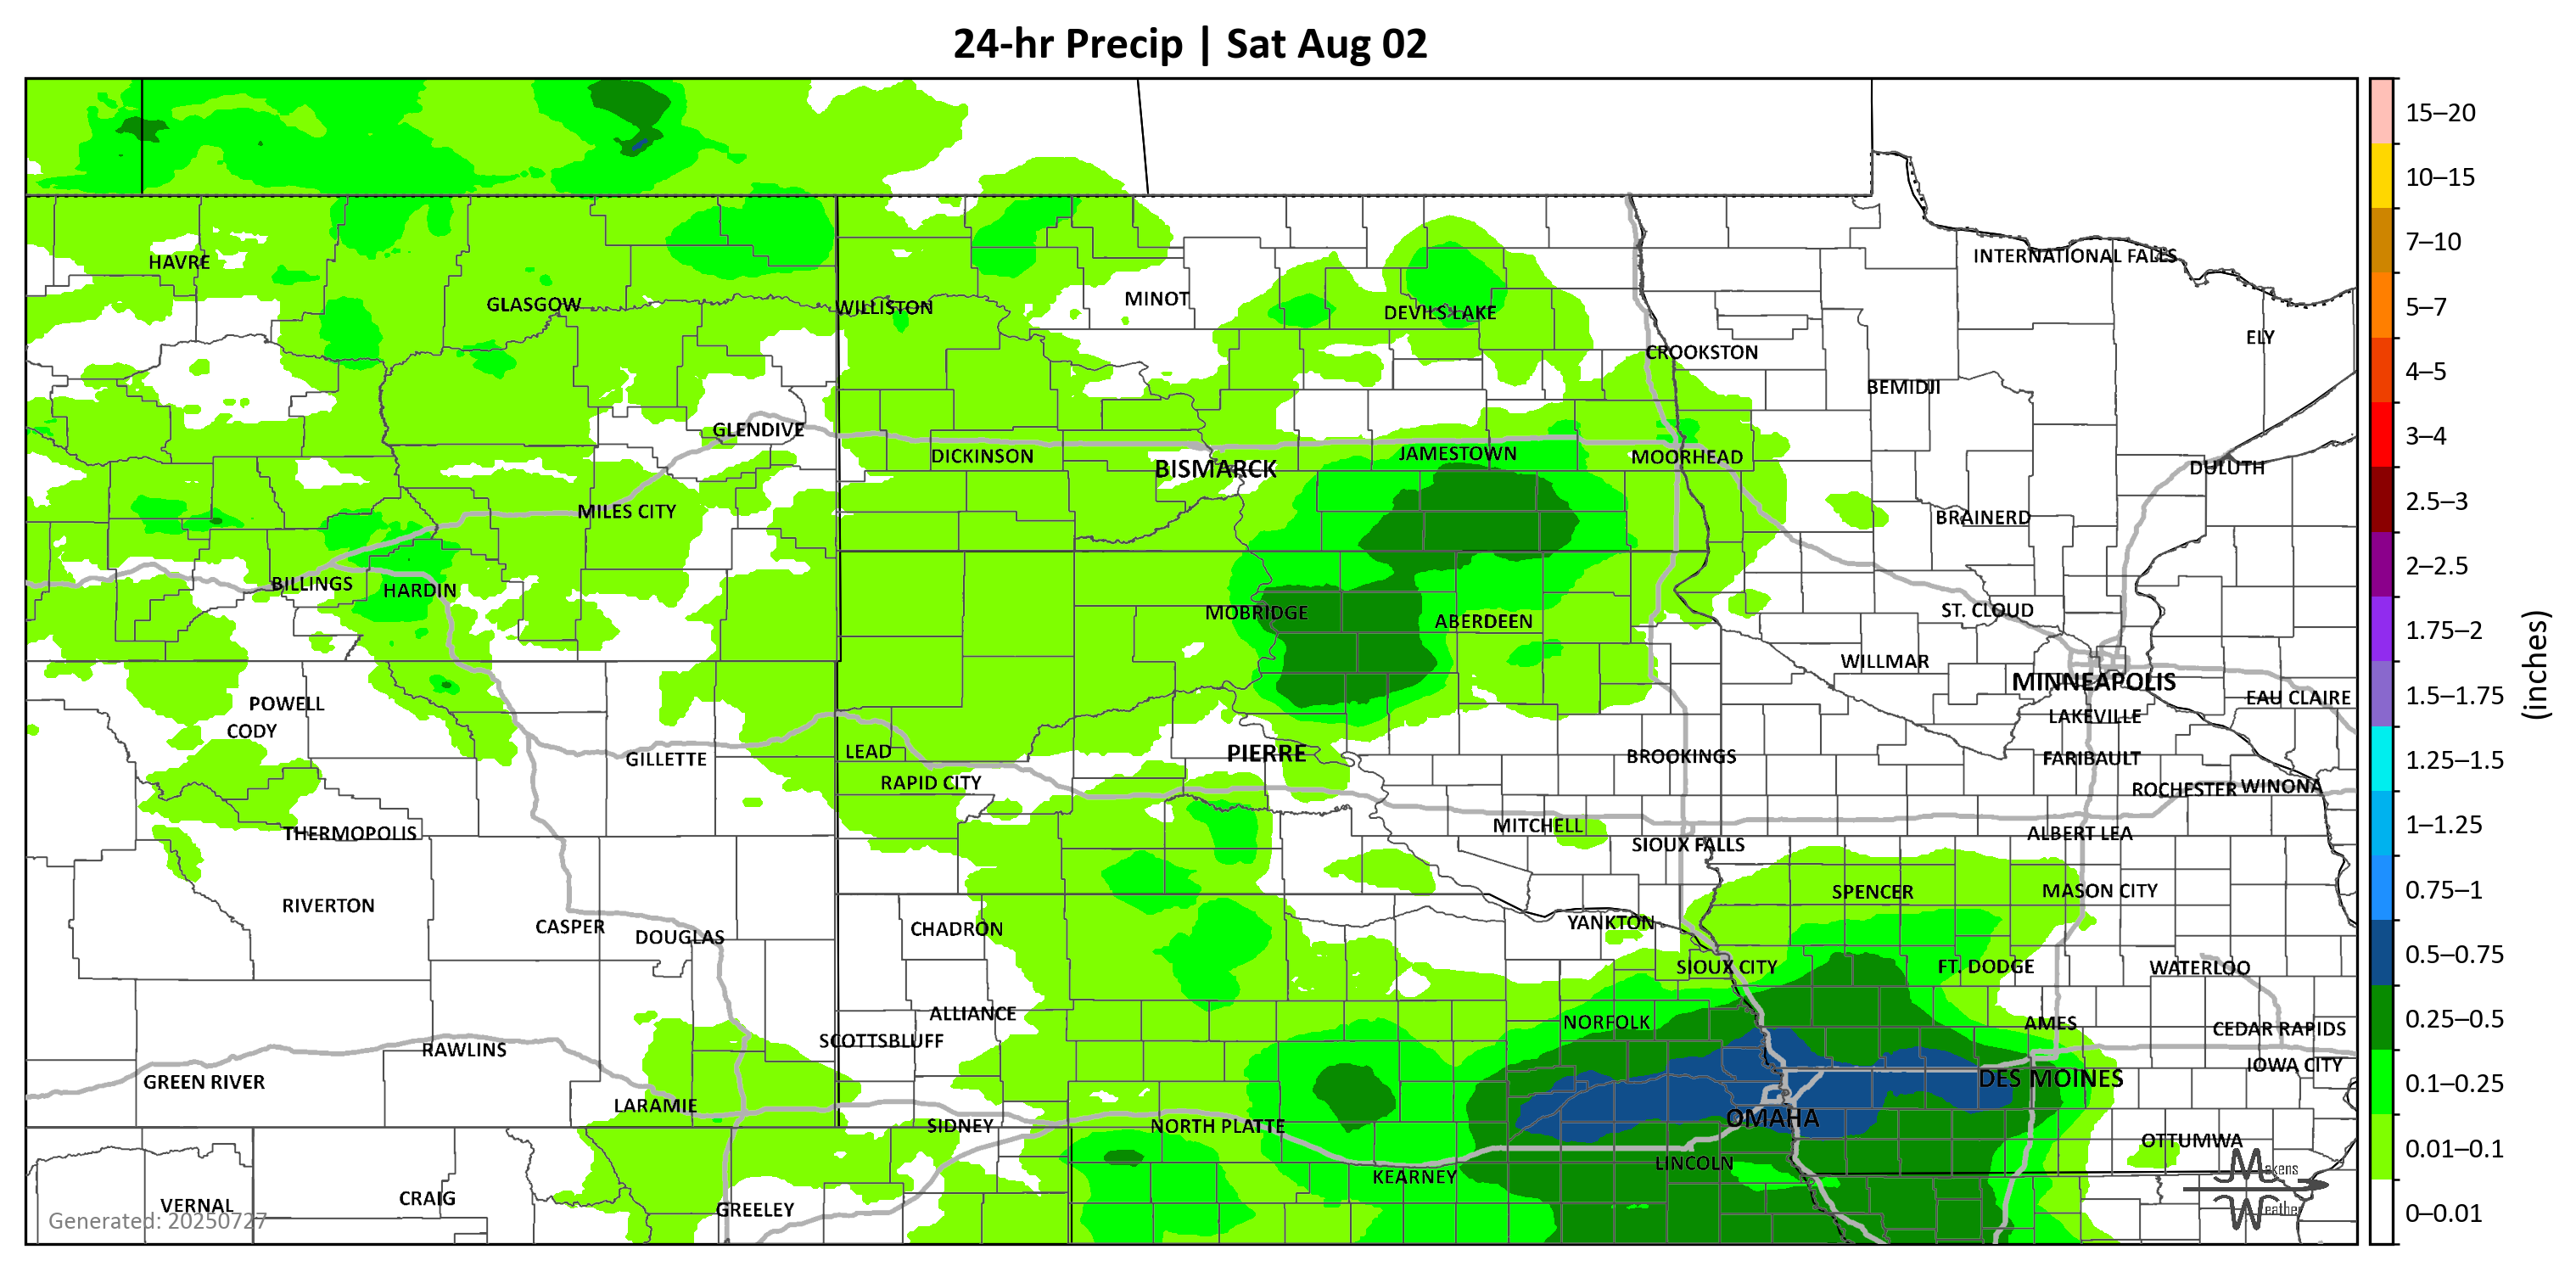 24-hr Precip | Sat Aug 02
15–20
10–15
7–10
5–7
4–5
3–4
2.5–3
2–2.5
1.75–2
1.5–1.75
1.25–1.5
1–1.25
0.75–1
0.5–0.75
0.25–0.5
0.1–0.25
0.01–0.1
0–0.01
(inches)
INTERNATIONAL FALLS
HAVRE
MINOT
GLASGOW
WILLISTON
DEVILS LAKE
ELY
CROOKSTON
BEMIDJI
GLENDIVE
DICKINSON
JAMESTOWN
MOORHEAD
BISMARCK
DULUTH
MILES CITY
BRAINERD
BILLINGS
HARDIN
MOBRIDGE
ABERDEEN
ST. CLOUD
WILLMAR
MINNEAPOLIS
EAU CLAIRE
POWELL
LAKEVILLE
CODY
LEAD
PIERRE
BROOKINGS
GILLETTE
FARIBAULT
RAPID CITY
ROCHESTER
WINONA
THERMOPOLIS
MITCHELL
ALBERT LEA
SIOUX FALLS
SPENCER
MASON CITY
RIVERTON
CASPER
DOUGLAS
CHADRON
YANKTON
SIOUX CITY
FT. DODGE
WATERLOO
ALLIANCE
NORFOLK
AMES
CEDAR RAPIDS
SCOTTSBLUFF
RAWLINS
IOWA CITY
GREEN RIVER
DES MOINES
LARAMIE
OMAHA
SIDNEY
NORTH PLATTE
OTTUMWA
LINCOLN
KEARNEY
VERNAL
CRAIG
GREELEY
Generated: 20250727
Makens
Weather